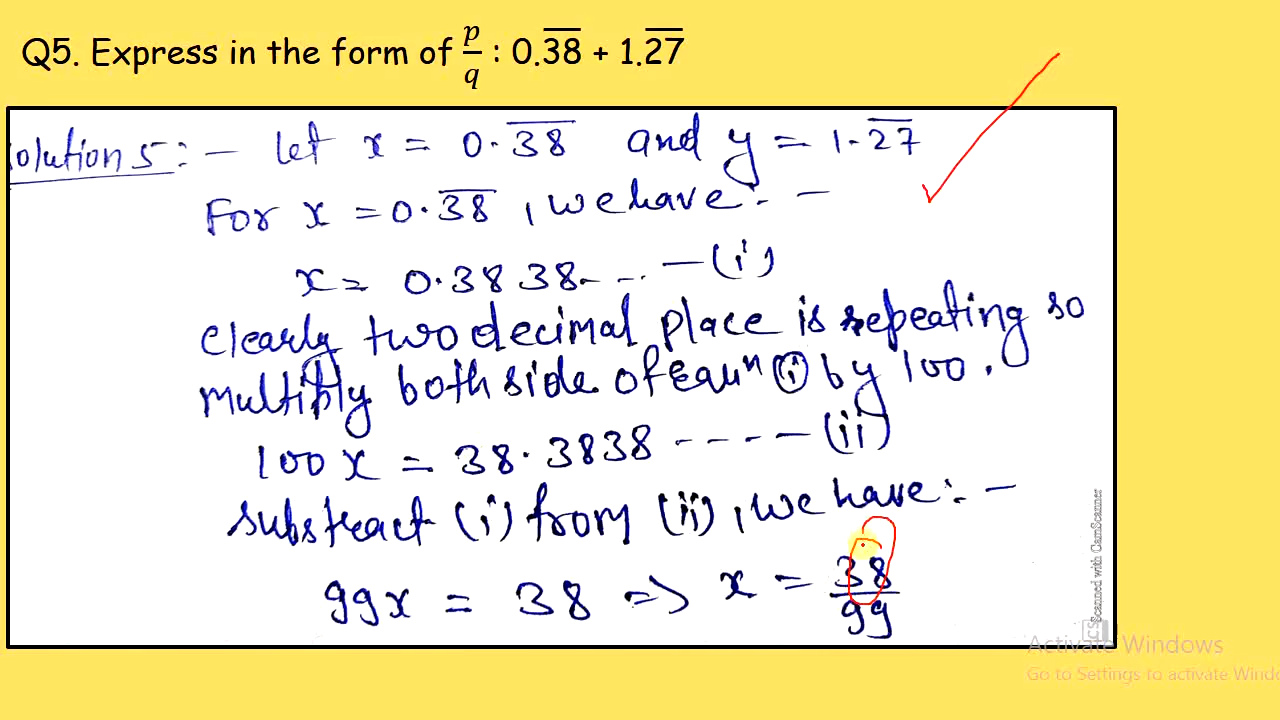 Q5. Express in the form of p/q : 0.3̅8̅ + 1.2̅7̅
olution 5 : - Let x = 0.3̅8̅ and y = 1.2̅7̅
For x = 0.3̅8̅ , we have : -
x = 0.3838- ... -(i)
Clearly two decimal place is repeating so
multiply both side of equⁿ (i) by 100.
100x = 38.3838 ----- (ii)
substract (i) from (ii), we have : -
99x = 38 => x = 38/99
Scanned with CamScanner
CS
Activate Windows
Go to Settings to activate Windo